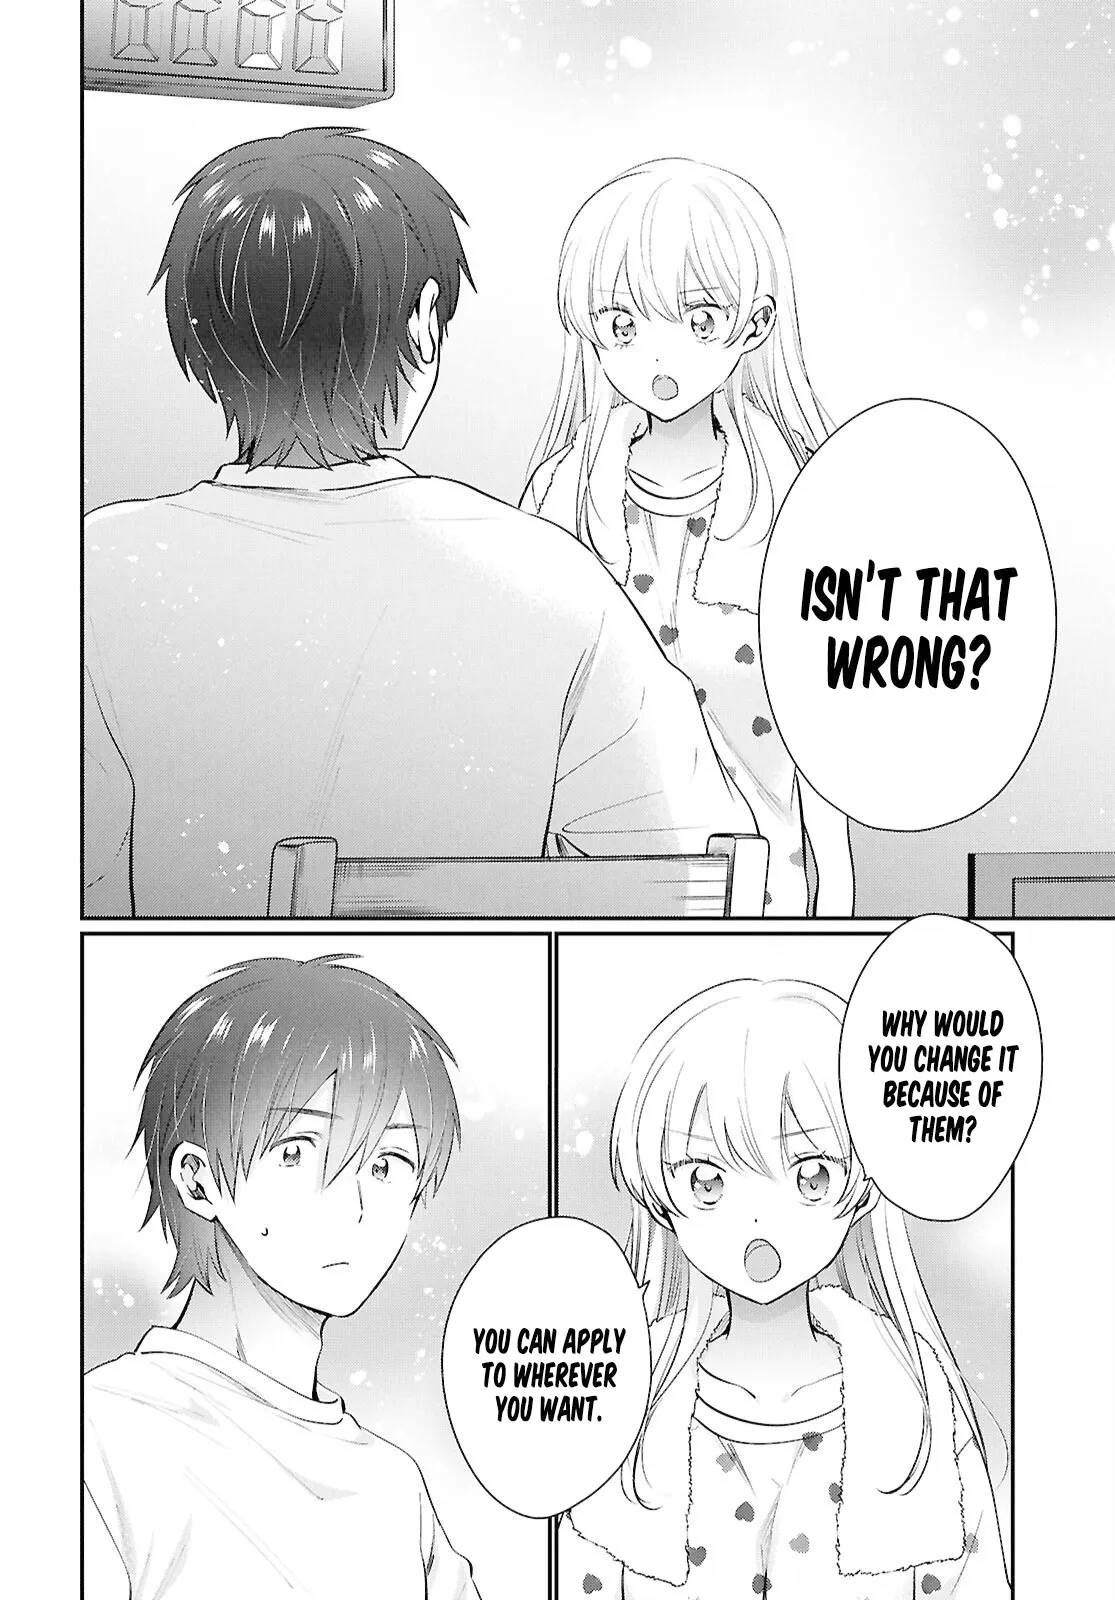 ISN'T THAT
WRONG?
WHY WOULD
YOU CHANGE IT
BECAUSE OF
THEM?
YOU CAN APPLY
TO WHEREVER
YOU WANT.